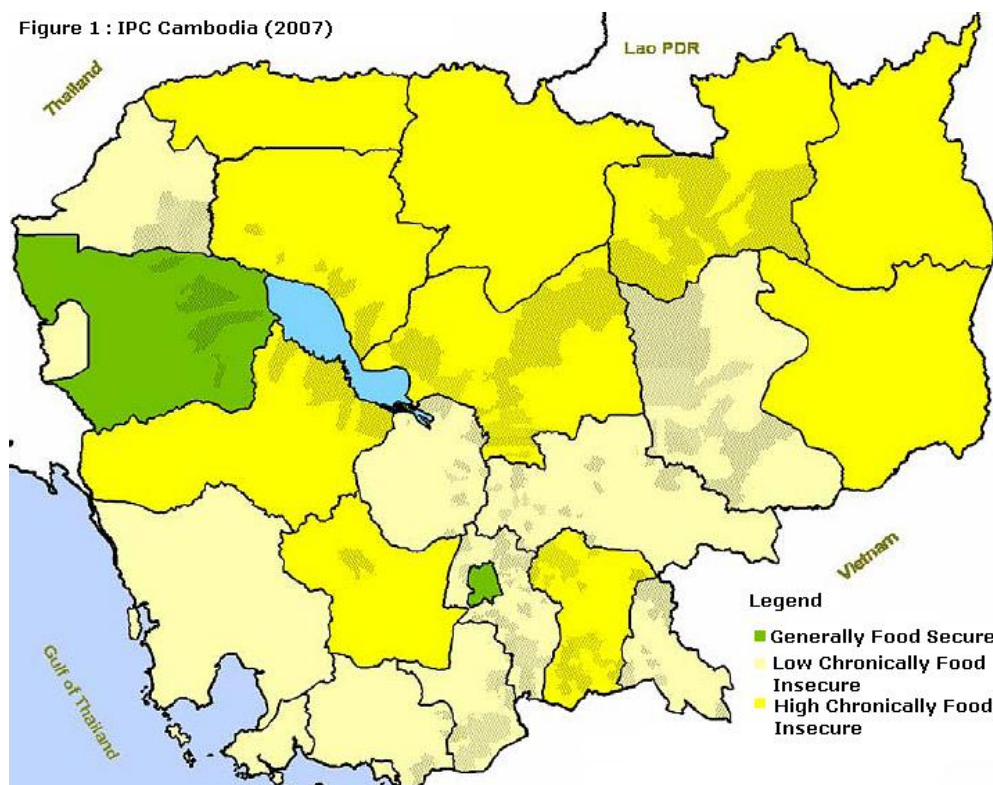 Figure 1 : IPC Cambodia (2007)
Lao PDR
Thailand
Vietnam
Gulf of Thailand
Legend
Generally Food Secure
Low Chronically Food
Insecure
High Chronically Food
Insecure